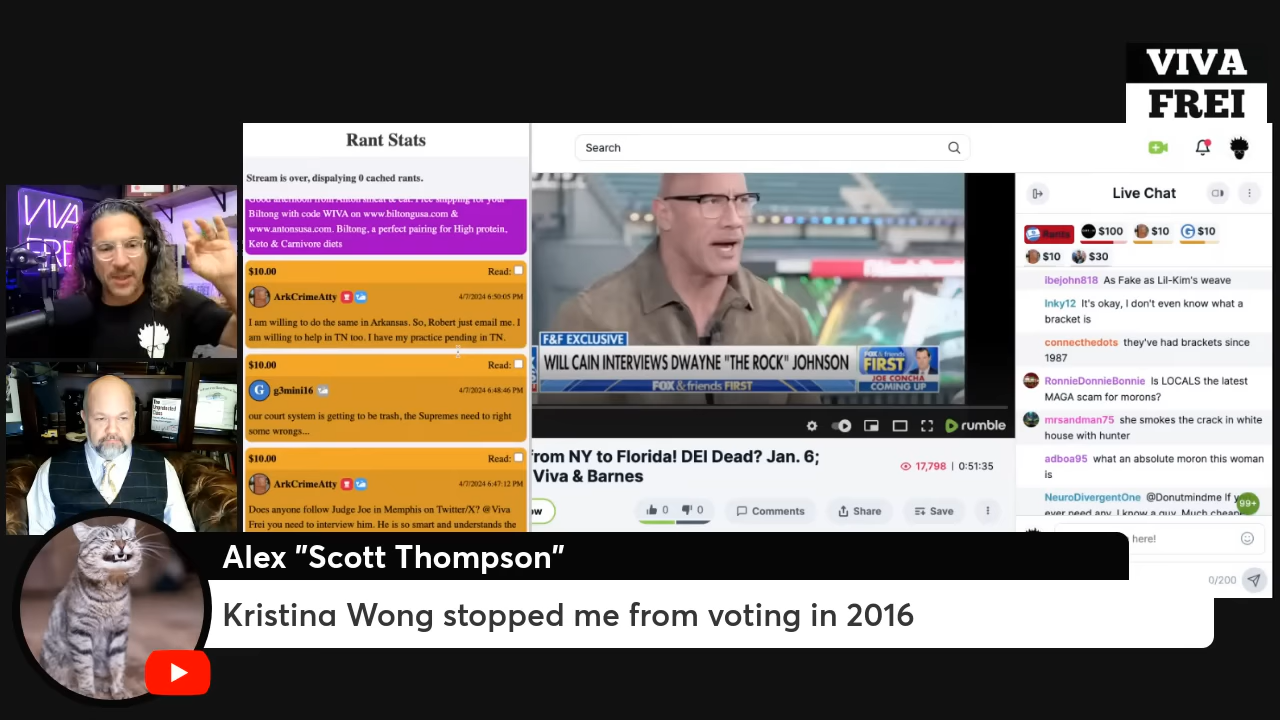 VIVA
FREI
VIVA
FRE
Rant Stats
Stream is over, dispalying 0 cached rants.
Good afternoon from Anton's meat & eat. Free shipping for your
Biltong with code WIVA on www.biltongusa.com &
www.antonsusa.com. Biltong, a perfect pairing for High protein,
Keto & Carnivore diets
$10.00 Read:
ArkCrimeAtty 4/7/2024 6:50:05 PM
I am willing to do the same in Arkansas. So, Robert just email me. I
am willing to help in TN too. I have my practice pending in TN.
$10.00 Read:
G g3mini16 4/7/2024 6:48:46 PM
our court system is getting to be trash, the Supremes need to right
some wrongs...
$10.00 Read:
ArkCrimeAtty 4/7/2024 6:47:12 PM
Does anyone follow Judge Joe in Memphis on Twitter/X? @Viva
Frei you need to interview him. He is so smart and understands the
Search
F&F EXCLUSIVE
WILL CAIN INTERVIEWS DWAYNE "THE ROCK" JOHNSON
FOX & friends FIRST
FOX & friends
FIRST
JOE CONCHA
COMING UP
rumble
from NY to Florida! DEI Dead? Jan. 6;
Viva & Barnes
17,798 | 0:51:35
ow 0 0 Comments Share Save
Live Chat
Rants $100 $10 G $10
$10 $30
ibejohn818 As Fake as Lil-Kim's weave
Inky12 It's okay, I don't even know what a
bracket is
connecthedots they've had brackets since
1987
RonnieDonnieBonnie Is LOCALS the latest
MAGA scam for morons?
mrsandman75 she smokes the crack in white
house with hunter
adboa95 what an absolute moron this woman
is
NeuroDivergentOne @Donutmindme If
ever need any, I know a guy. Much
99+
here!
0/200
Alex "Scott Thompson"
Kristina Wong stopped me from voting in 2016